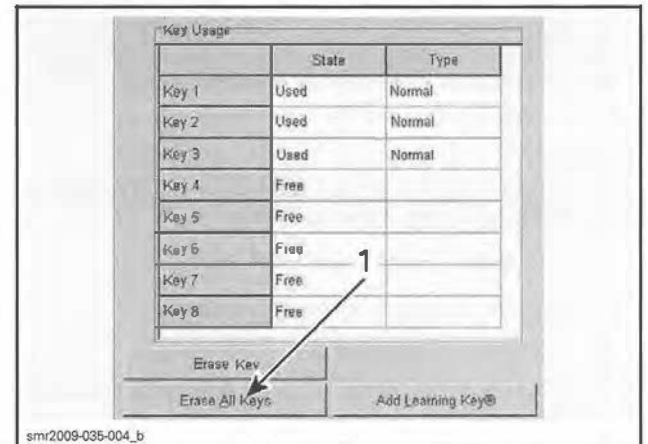 Key Usage
State Type
Key 1 Used Normal
Key 2 Used Normal
Key 3 Used Normal
Key 4 Free
Key 5 Free
Key 6 Free
1
Key 7 Free
Key 8 Free
Erase Key
Erase All Keys Add Learning Key®
smr2009-035-004_b